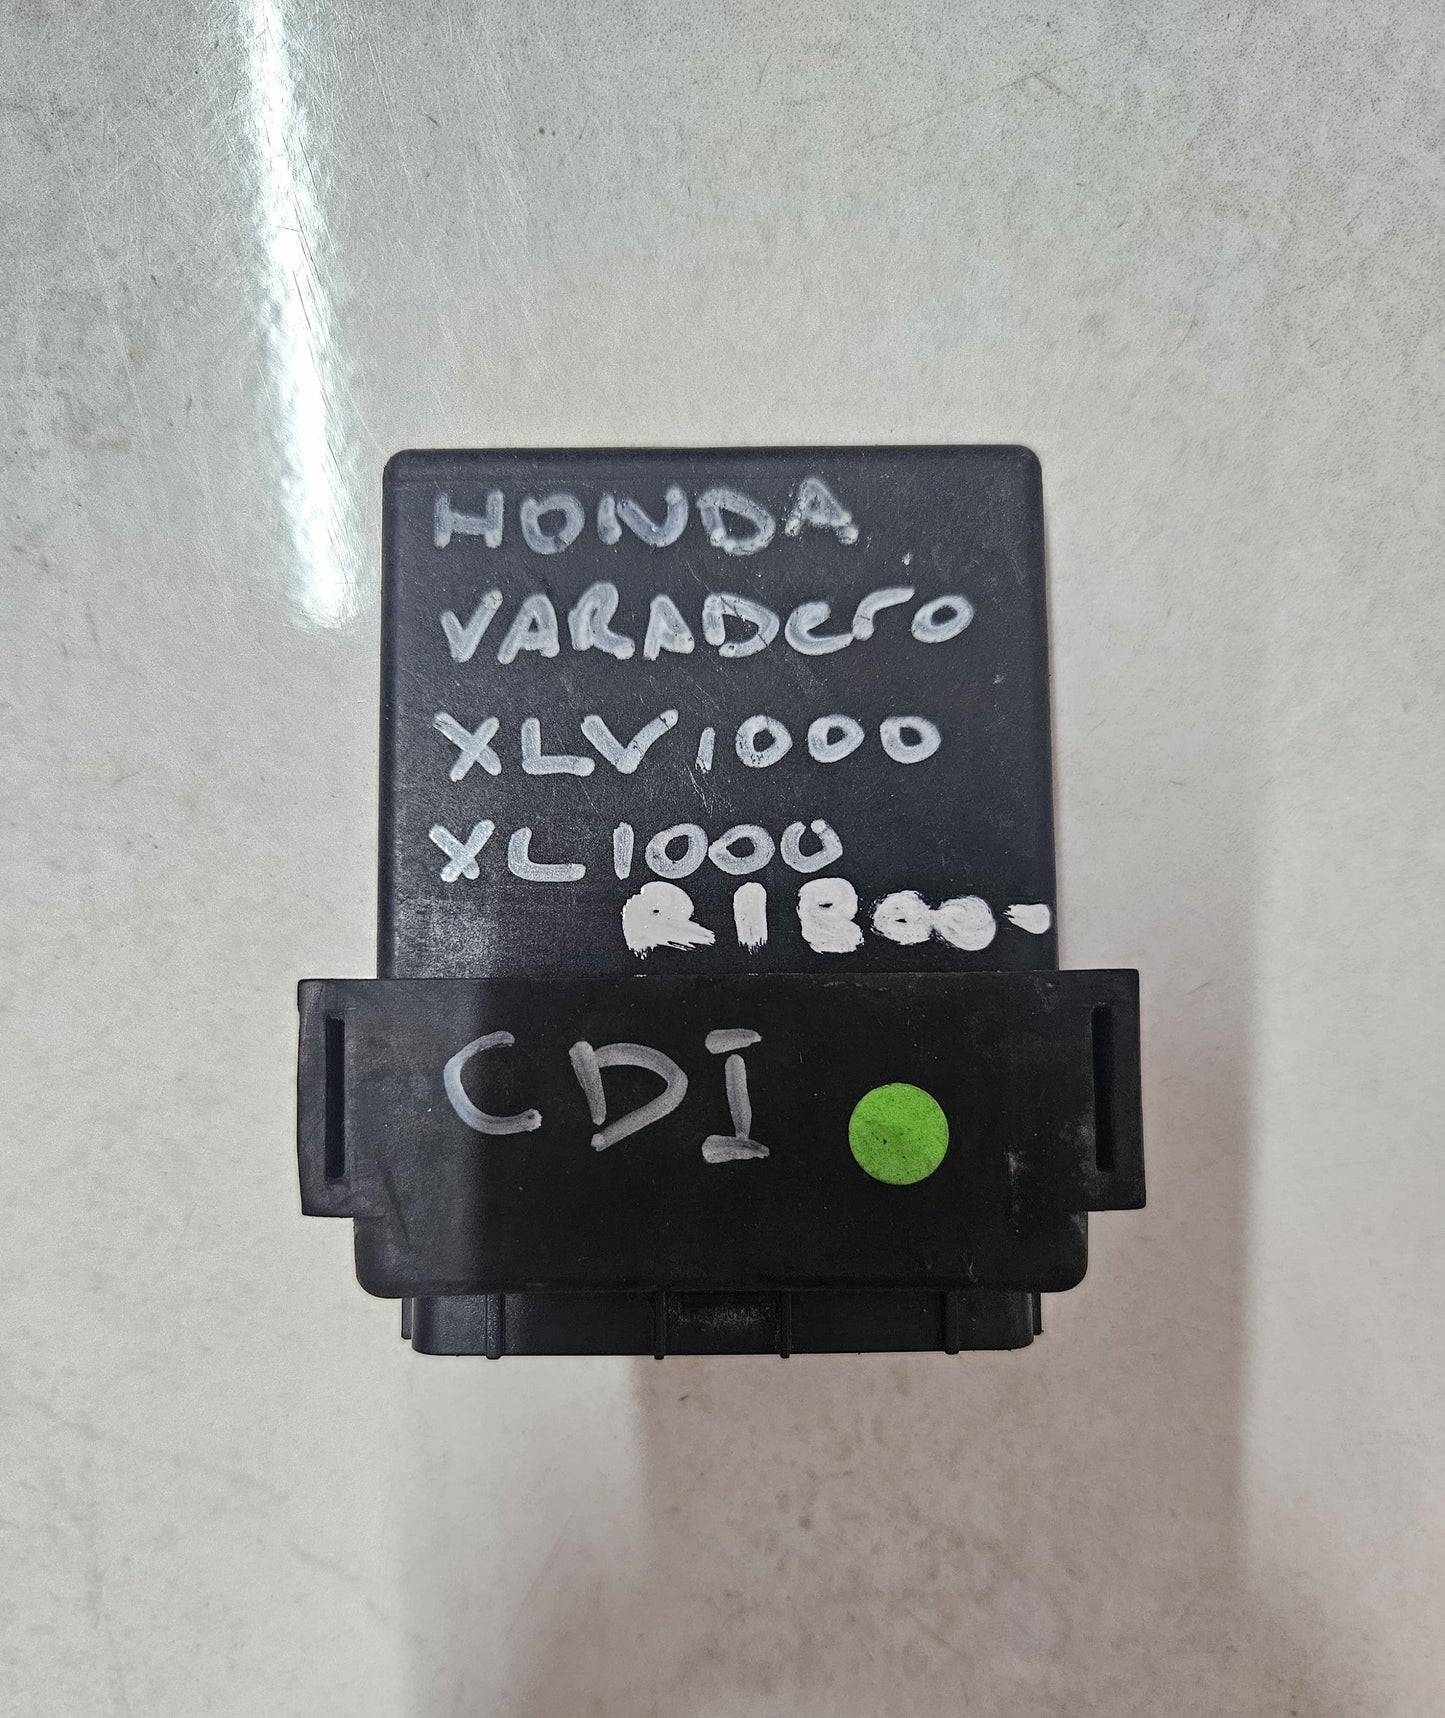 HONDA
VARADero
XLV1000
XL1000
R1800-
CDI